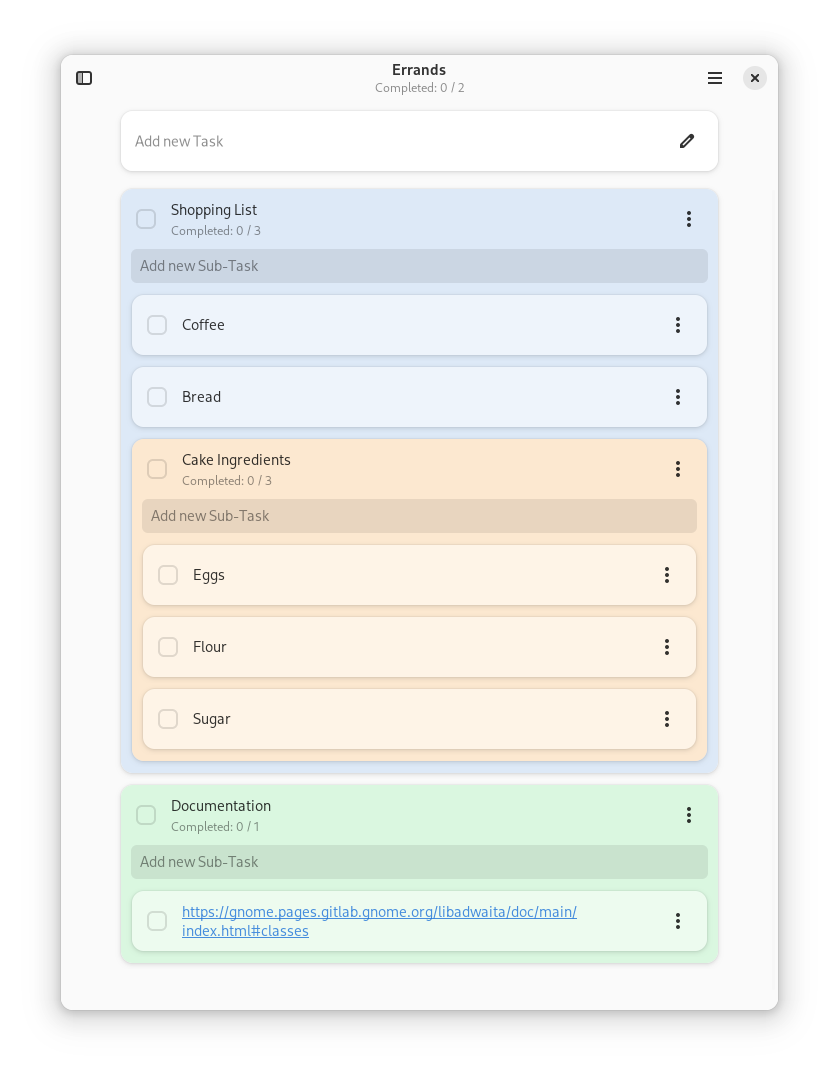 Errands
Completed: 0 / 2
Add new Task
Shopping List
Completed: 0 / 3
Add new Sub-Task
Coffee
Bread
Cake Ingredients
Completed: 0 / 3
Add new Sub-Task
Eggs
Flour
Sugar
Documentation
Completed: 0 / 1
Add new Sub-Task
https://gnome.pages.gitlab.gnome.org/libadwaita/doc/main/
index.html#classes